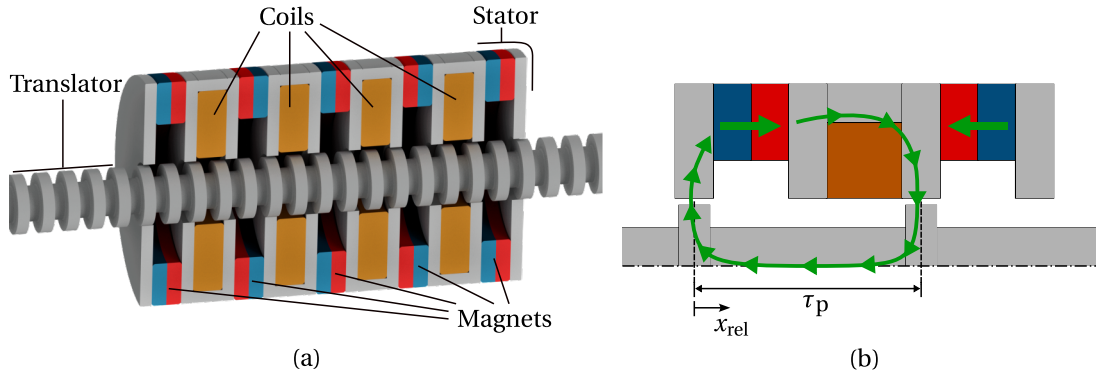 Coils
Stator
Translator
Magnets
τp
xrel
(a)
(b)